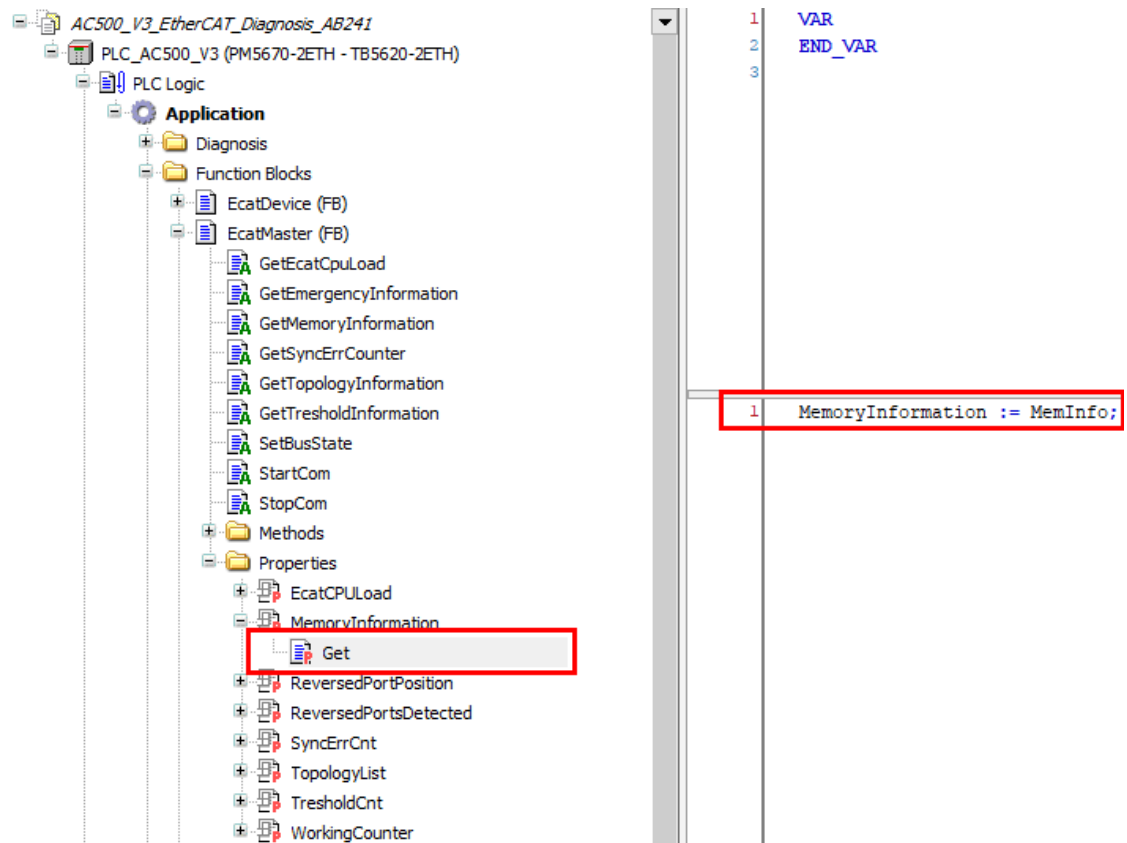 AC500_V3_EtherCAT_Diagnosis_AB241
PLC_AC500_V3 (PM5670-2ETH - TB5620-2ETH)
PLC Logic
Application
Diagnosis
Function Blocks
EcatDevice (FB)
EcatMaster (FB)
GetEcatCpuLoad
GetEmergencyInformation
GetMemoryInformation
GetSyncErrCounter
GetTopologyInformation
GetTresholdInformation
SetBusState
StartCom
StopCom
Methods
Properties
EcatCPULoad
MemoryInformation
Get
ReversedPortPosition
ReversedPortsDetected
SyncErrCnt
TopologyList
TresholdCnt
WorkingCounter
1 VAR
2 END_VAR
3
1 MemoryInformation := MemInfo;